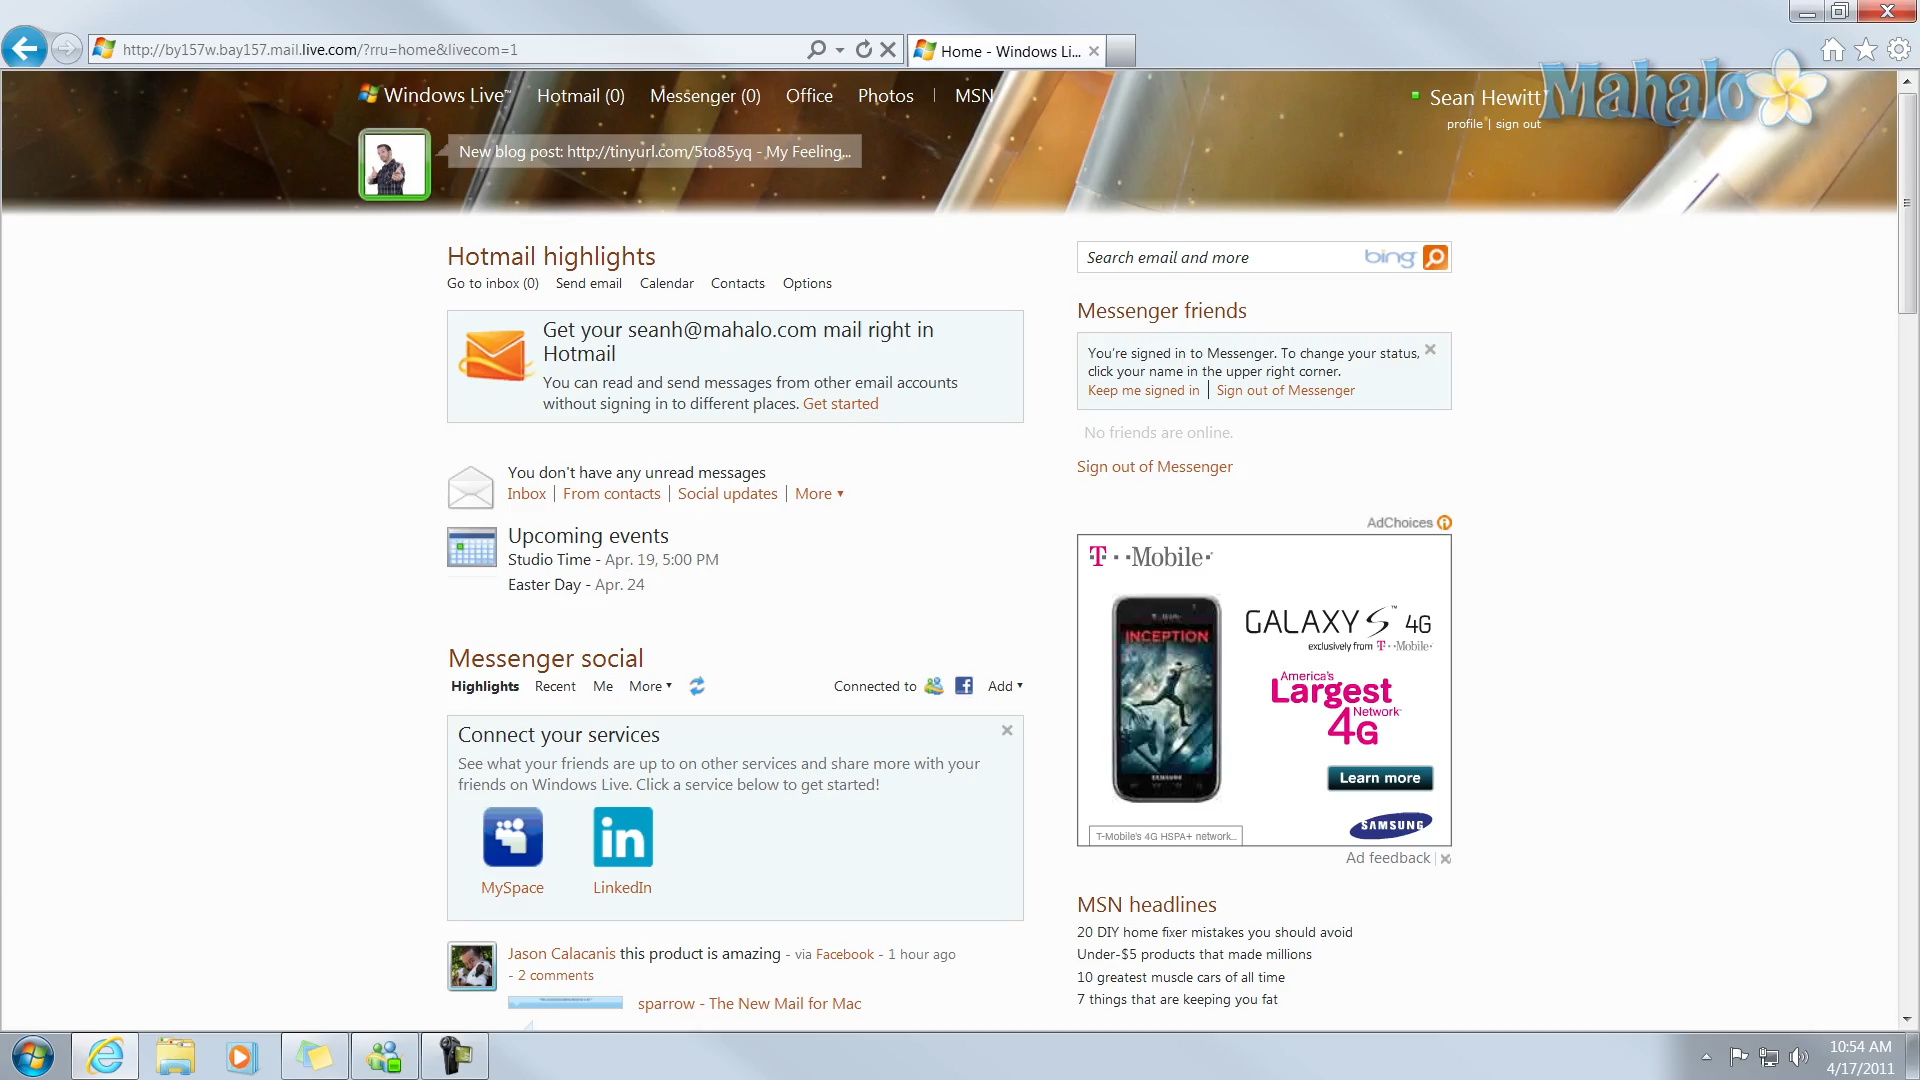 http://by157w.bay157.mail.live.com/?rru=home&livecom=1
Home - Windows Li...
Mahalo
Windows Live™
Hotmail (0)
Messenger (0)
Office
Photos
MSN
Sean Hewitt
profile | sign out
New blog post: http://tinyurl.com/5to85yq - My Feeling...
Hotmail highlights
Go to inbox (0) Send email Calendar Contacts Options
Get your seanh@mahalo.com mail right in
Hotmail
You can read and send messages from other email accounts
without signing in to different places. Get started
You don't have any unread messages
Inbox | From contacts | Social updates | More
Upcoming events
Studio Time - Apr. 19, 5:00 PM
Easter Day - Apr. 24
Messenger social
Highlights Recent Me More
Connected to
Add
Connect your services
See what your friends are up to on other services and share more with your
friends on Windows Live. Click a service below to get started!
in
MySpace
LinkedIn
Jason Calacanis this product is amazing - via Facebook - 1 hour ago
- 2 comments
sparrow - The New Mail for Mac
Search email and more
bing
Messenger friends
You're signed in to Messenger. To change your status,
click your name in the upper right corner.
Keep me signed in | Sign out of Messenger
No friends are online.
Sign out of Messenger
AdChoices
T··Mobile·
INCEPTION
SAMSUNG
GALAXY S™ 4G
exclusively from T··Mobile·
America's
Largest
Network
4G
Learn more
SAMSUNG
T-Mobile's 4G HSPA+ network...
Ad feedback
MSN headlines
20 DIY home fixer mistakes you should avoid
Under-$5 products that made millions
10 greatest muscle cars of all time
7 things that are keeping you fat
10:54 AM
4/17/2011